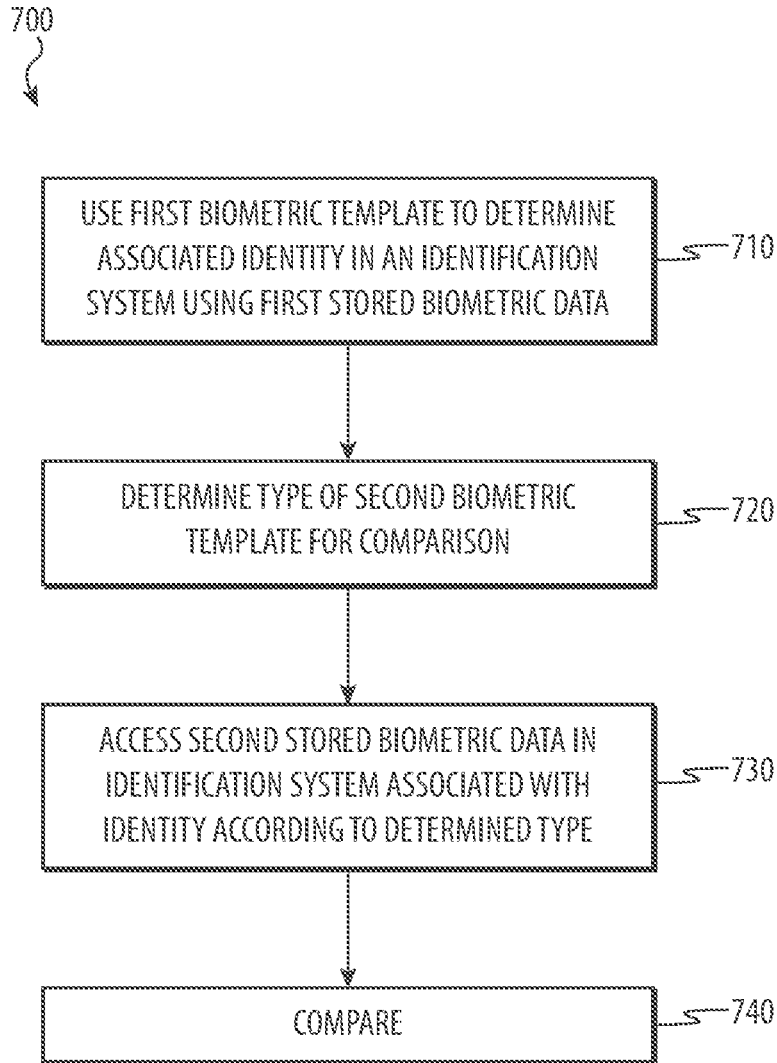 700
USE FIRST BIOMETRIC TEMPLATE TO DETERMINE
ASSOCIATED IDENTITY IN AN IDENTIFICATION
SYSTEM USING FIRST STORED BIOMETRIC DATA
710
DETERMINE TYPE OF SECOND BIOMETRIC
TEMPLATE FOR COMPARISON
720
ACCESS SECOND STORED BIOMETRIC DATA IN
IDENTIFICATION SYSTEM ASSOCIATED WITH
IDENTITY ACCORDING TO DETERMINED TYPE
730
COMPARE
740